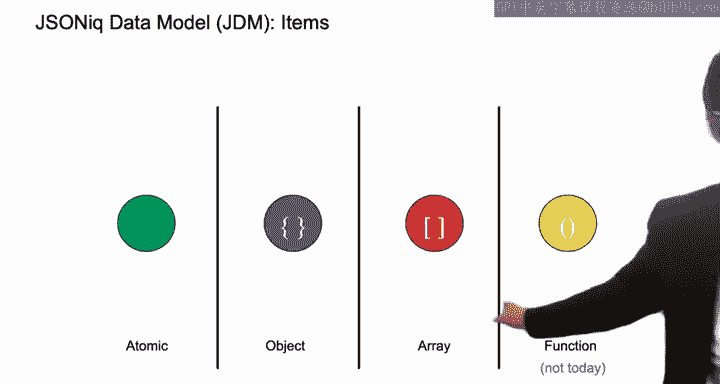 JSONiq Data Model (JDM): Items
{ }
[ ]
()
Atomic
Object
Array
Function
(not today)